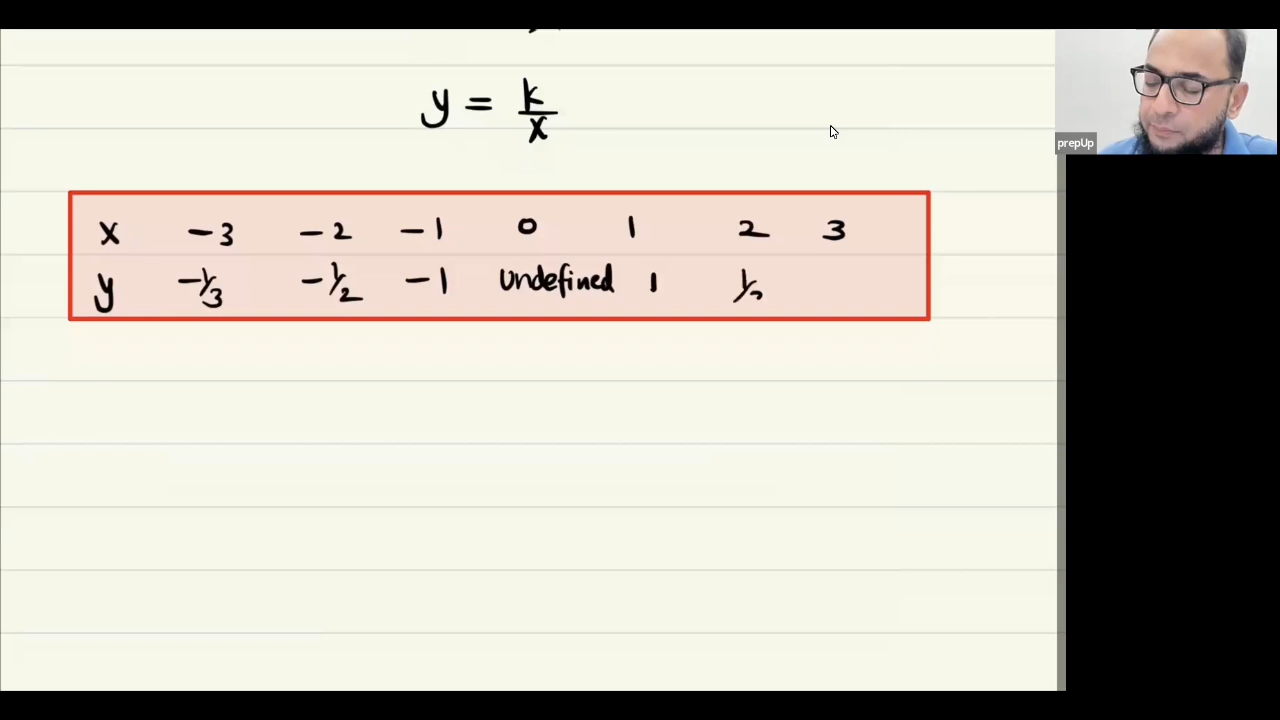 y = k/x
prepUp
x -3 -2 -1 0 1 2 3
y -1/3 -1/2 -1 undefined 1 1/2